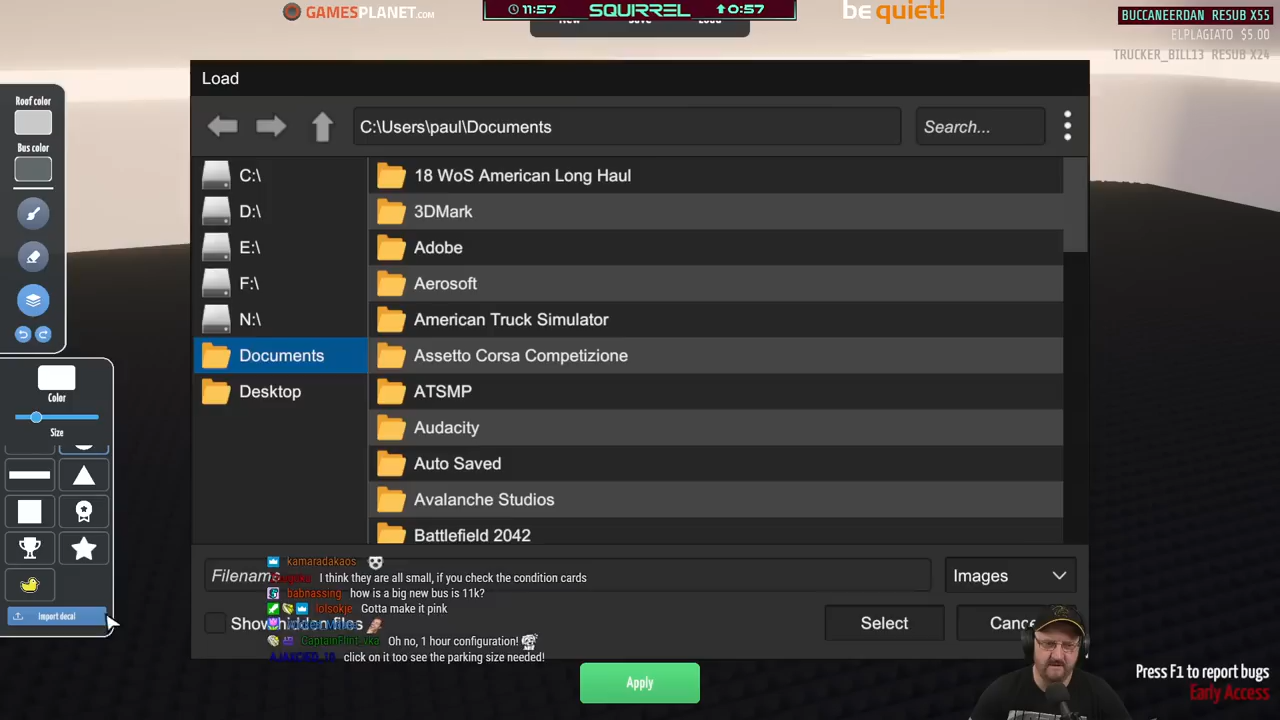 GAMESPLANET.COM
11:57 SQUIRREL 0:57
be quiet!
BUCCANEERDAN RESUB X55
ELPLAGIATO $5.00
TRUCKER_BILL13 RESUB X24
New Save Load
Load
C:\Users\paul\Documents
Search...
Roof color
Bus color
C:\
D:\
E:\
F:\
N:\
Documents
Desktop
18 WoS American Long Haul
3DMark
Adobe
Aerosoft
American Truck Simulator
Assetto Corsa Competizione
ATSMP
Audacity
Auto Saved
Avalanche Studios
Battlefield 2042
Color
Size
Import decal
Filename
Images
Show hidden files
Select
Cance
kamaradakaos
I think they are all small, if you check the condition cards
babnassing how is a big new bus is 11k?
lolsokje Gotta make it pink
CaptainFlint_vka Oh no, 1 hour configuration!
click on it too see the parking size needed!
Apply
Press F1 to report bugs
Early Access